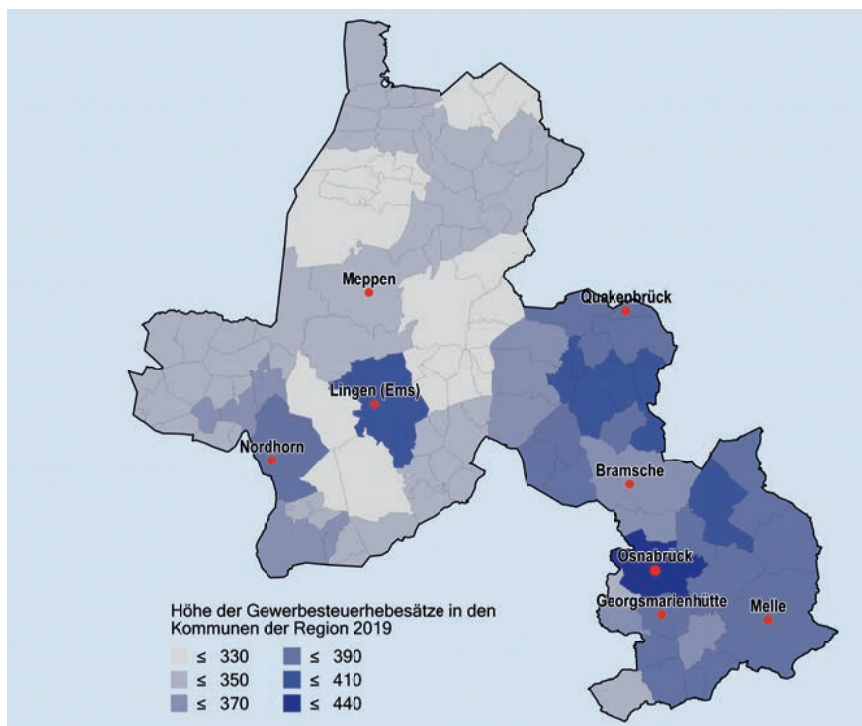 Meppen
Quakenbrück
Lingen (Ems)
Nordhorn
Bramsche
Osnabrück
Georgsmarienhütte
Melle
Höhe der Gewerbesteuerhebesätze in den
Kommunen der Region 2019
≤ 330
≤ 350
≤ 370
≤ 390
≤ 410
≤ 440